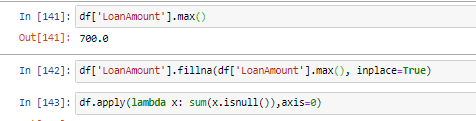 In [141]: df['LoanAmount'].max()
Out[141]: 700.0
In [142]: df['LoanAmount'].fillna(df['LoanAmount'].max(), inplace=True)
In [143]: df.apply(lambda x: sum(x.isnull()),axis=0)